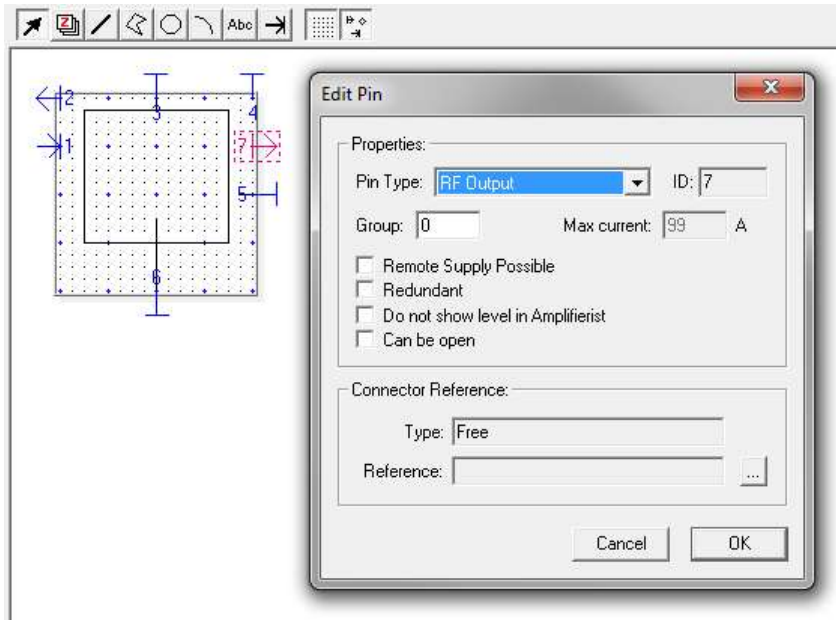 Z Abc
2 3 4
1 7
5
6
Edit Pin
Properties:
Pin Type: RF Output ID: 7
Group: 0 Max current: 99 A
Remote Supply Possible
Redundant
Do not show level in Amplifierist
Can be open
Connector Reference:
Type: Free
Reference: ...
Cancel OK